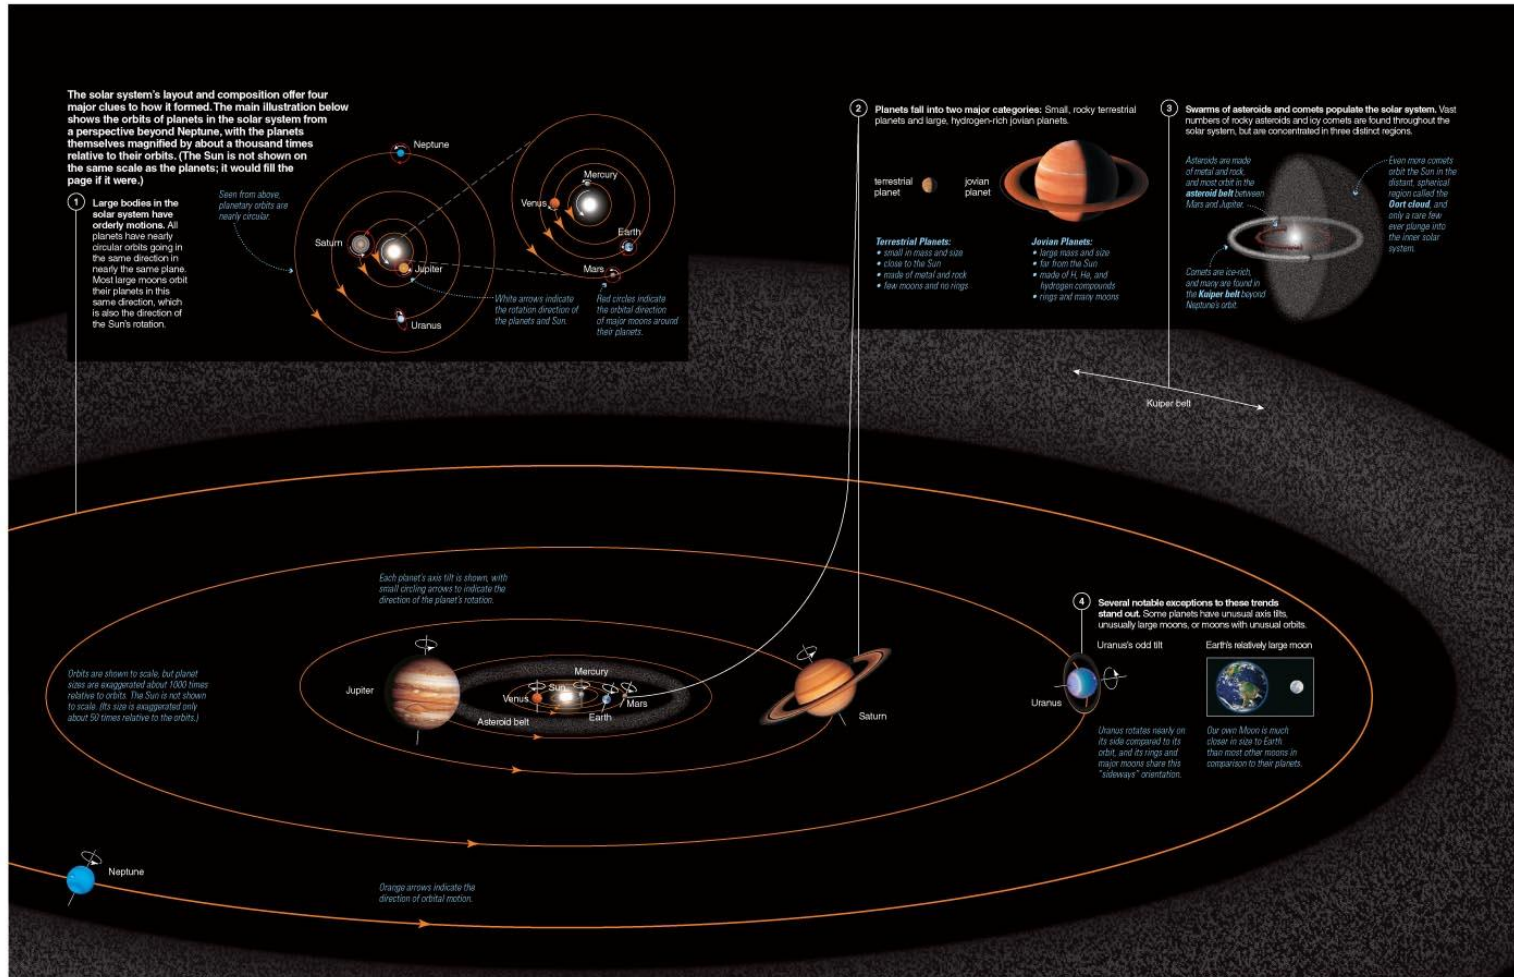 The solar system's layout and composition offer four
major clues to how it formed. The main illustration below
shows the orbits of planets in the solar system from
a perspective beyond Neptune, with the planets
themselves magnified by about a thousand times
relative to their orbits. (The Sun is not shown on
the same scale as the planets; it would fill the
page if it were.)
1
Large bodies in the
solar system have
orderly motions. All
planets have nearly
circular orbits going in
the same direction in
nearly the same plane.
Most large moons orbit
their planets in this
same direction, which
is also the direction of
the Sun's rotation.
Seen from above,
planetary orbits are
nearly circular.
Neptune
Saturn
Jupiter
Uranus
Mercury
Venus
Earth
Mars
White arrows indicate
the rotation direction of
the planets and Sun.
Red circles indicate
the orbital direction
of major moons around
their planets.
2
Planets fall into two major categories: Small, rocky terrestrial
planets and large, hydrogen-rich jovian planets.
terrestrial
planet
jovian
planet
Terrestrial Planets:
• small in mass and size
• close to the Sun
• made of metal and rock
• few moons and no rings
Jovian Planets:
• large mass and size
• far from the Sun
• made of H, He, and
hydrogen compounds
• rings and many moons
3
Swarms of asteroids and comets populate the solar system. Vast
numbers of rocky asteroids and icy comets are found throughout the
solar system, but are concentrated in three distinct regions.
Asteroids are made
of metal and rock,
and most orbit in the
asteroid belt between
Mars and Jupiter.
Even more comets
orbit the Sun in the
distant, spherical
region called the
Oort cloud, and
only a rare few
ever plunge into
the inner solar
system.
Comets are ice-rich,
and many are found in
the Kuiper belt beyond
Neptune's orbit.
Kuiper belt
Each planet's axis tilt is shown, with
small circling arrows to indicate the
direction of the planet's rotation.
4
Several notable exceptions to these trends
stand out. Some planets have unusual axis tilts,
unusually large moons, or moons with unusual orbits.
Uranus's odd tilt
Earth's relatively large moon
Uranus
Uranus rotates nearly on
its side compared to its
orbit, and its rings and
major moons share this
"sideways" orientation.
Our own Moon is much
closer in size to Earth
than most other moons in
comparison to their planets.
Orbits are shown to scale, but planet
sizes are exaggerated about 1000 times
relative to orbits. The Sun is not shown
to scale. (Its size is exaggerated only
about 50 times relative to the orbits.)
Jupiter
Mercury
Sun
Venus
Mars
Earth
Asteroid belt
Saturn
Neptune
Orange arrows indicate the
direction of orbital motion.